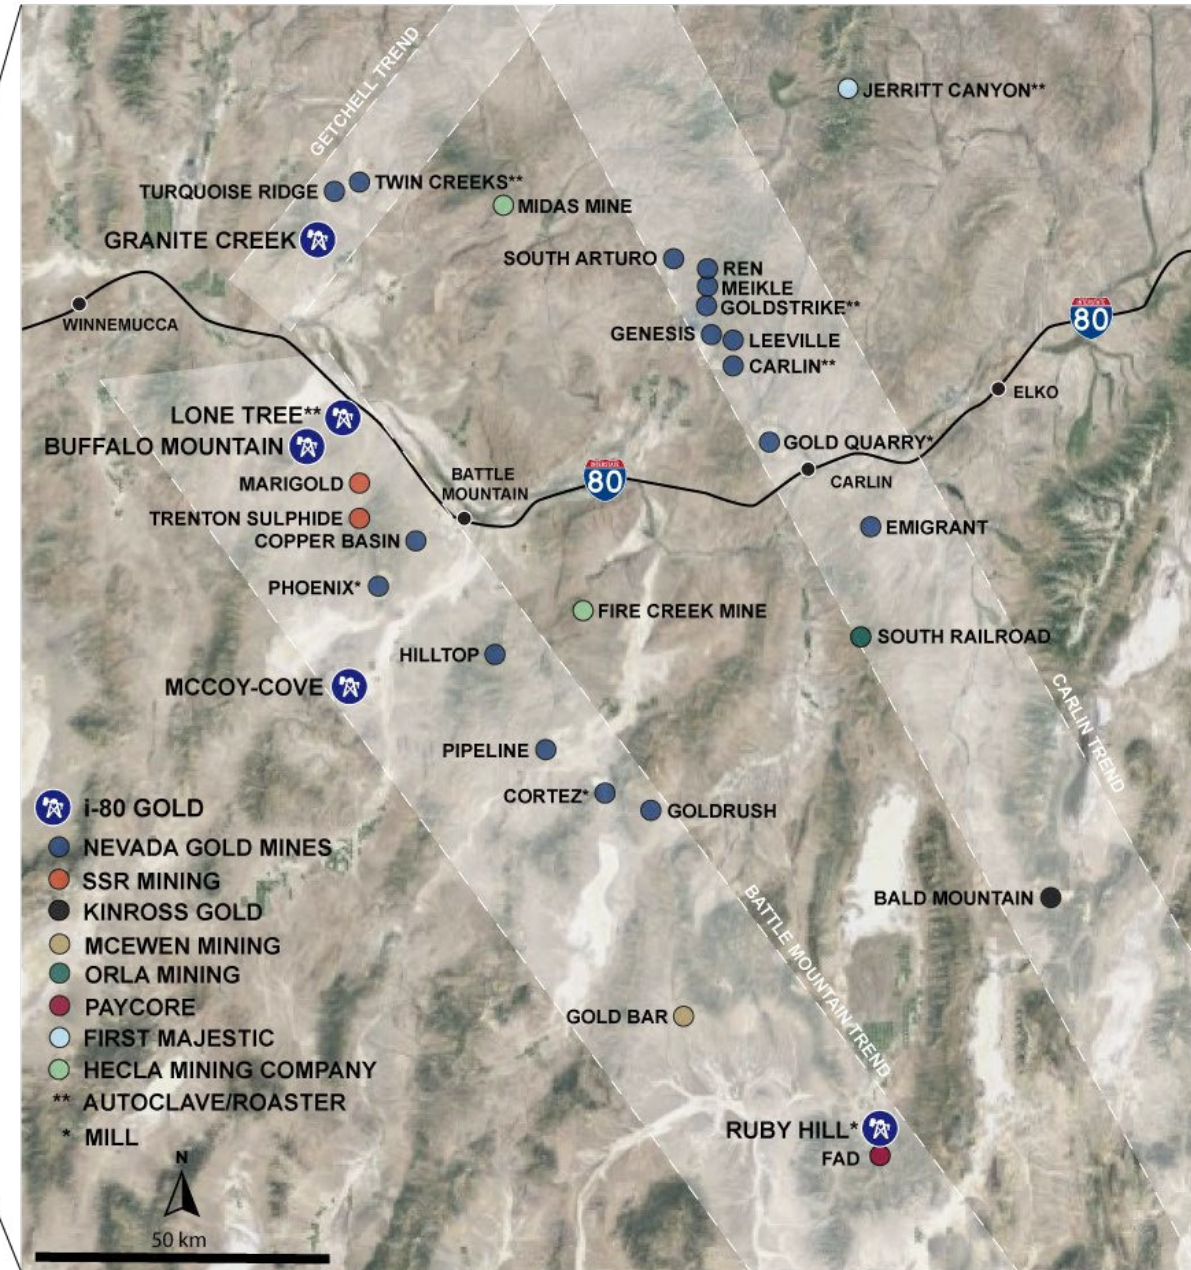 GETCHELL TREND
JERRITT CANYON**
TURQUOISE RIDGE
TWIN CREEKS**
MIDAS MINE
GRANITE CREEK
SOUTH ARTURO
REN
MEIKLE
GOLDSTRIKE**
WINNEMUCCA
INTERSTATE
80
GENESIS
LEEVILLE
CARLIN**
ELKO
LONE TREE**
BUFFALO MOUNTAIN
GOLD QUARRY*
BATTLE
MOUNTAIN
INTERSTATE
80
CARLIN
MARIGOLD
TRENTON SULPHIDE
COPPER BASIN
EMIGRANT
PHOENIX*
FIRE CREEK MINE
SOUTH RAILROAD
HILLTOP
MCCOY-COVE
CARLIN TREND
PIPELINE
CORTEZ*
GOLDRUSH
i-80 GOLD
NEVADA GOLD MINES
SSR MINING
KINROSS GOLD
MCEWEN MINING
ORLA MINING
PAYCORE
FIRST MAJESTIC
HECLA MINING COMPANY
** AUTOCLAVE/ROASTER
* MILL
BALD MOUNTAIN
BATTLE MOUNTAIN TREND
GOLD BAR
RUBY HILL*
FAD
N
50 km